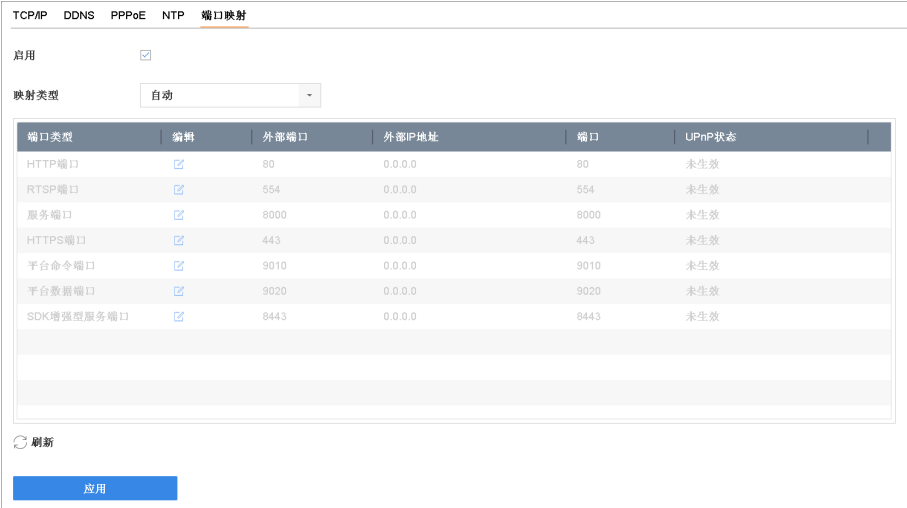 TCP/IP DDNS PPPoE NTP 端口映射
启用
映射类型 自动
端口类型 编辑 外部端口 外部IP地址 端口 UPnP状态
HTTP端口 80 0.0.0.0 80 未生效
RTSP端口 554 0.0.0.0 554 未生效
服务端口 8000 0.0.0.0 8000 未生效
HTTPS端口 443 0.0.0.0 443 未生效
平台命令端口 9010 0.0.0.0 9010 未生效
平台数据端口 9020 0.0.0.0 9020 未生效
SDK增强型服务端口 8443 0.0.0.0 8443 未生效
刷新
应用